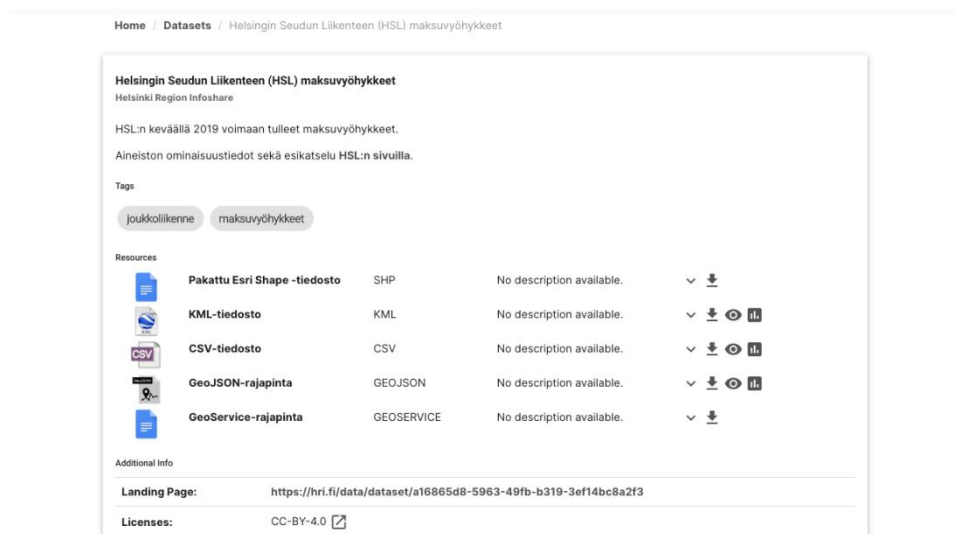 Home / Datasets / Helsingin Seudun Liikenteen (HSL) maksuvyöhykkeet
Helsingin Seudun Liikenteen (HSL) maksuvyöhykkeet
Helsinki Region Infoshare
HSL:n keväällä 2019 voimaan tulleet maksuvyöhykkeet.
Aineiston ominaisuustiedot sekä esikatselu HSL:n sivuilla.
Tags
joukkoliikenne maksuvyöhykkeet
Resources
Pakattu Esri Shape -tiedosto SHP No description available.
KML-tiedosto KML No description available.
CSV CSV-tiedosto CSV No description available.
GeoJSON-rajapinta GEOJSON No description available.
GeoService-rajapinta GEOSERVICE No description available.
Additional Info
Landing Page: https://hri.fi/data/dataset/a16865d8-5963-49fb-b319-3ef14bc8a2f3
Licenses: CC-BY-4.0